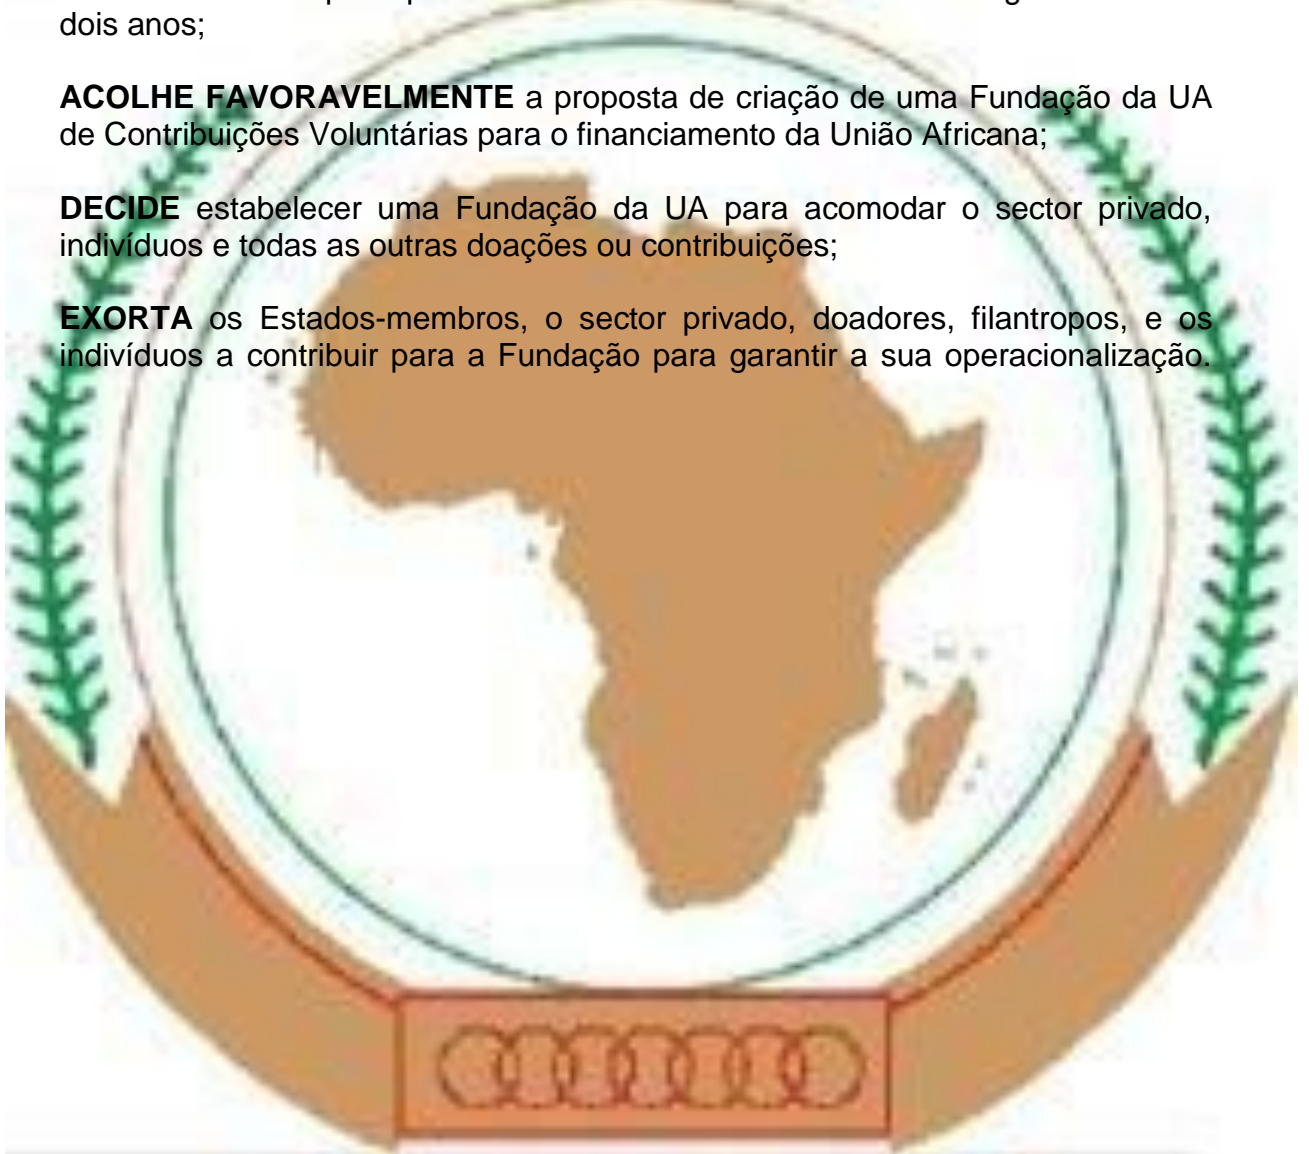 dois anos;
ACOLHE FAVORAVELMENTE a proposta de criação de uma Fundação da UA
de Contribuições Voluntárias para o financiamento da União Africana;
DECIDE estabelecer uma Fundação da UA para acomodar o sector privado,
indivíduos e todas as outras doações ou contribuições;
EXORTA os Estados-membros, o sector privado, doadores, filantropos, e os
indivíduos a contribuir para a Fundação para garantir a sua operacionalização.